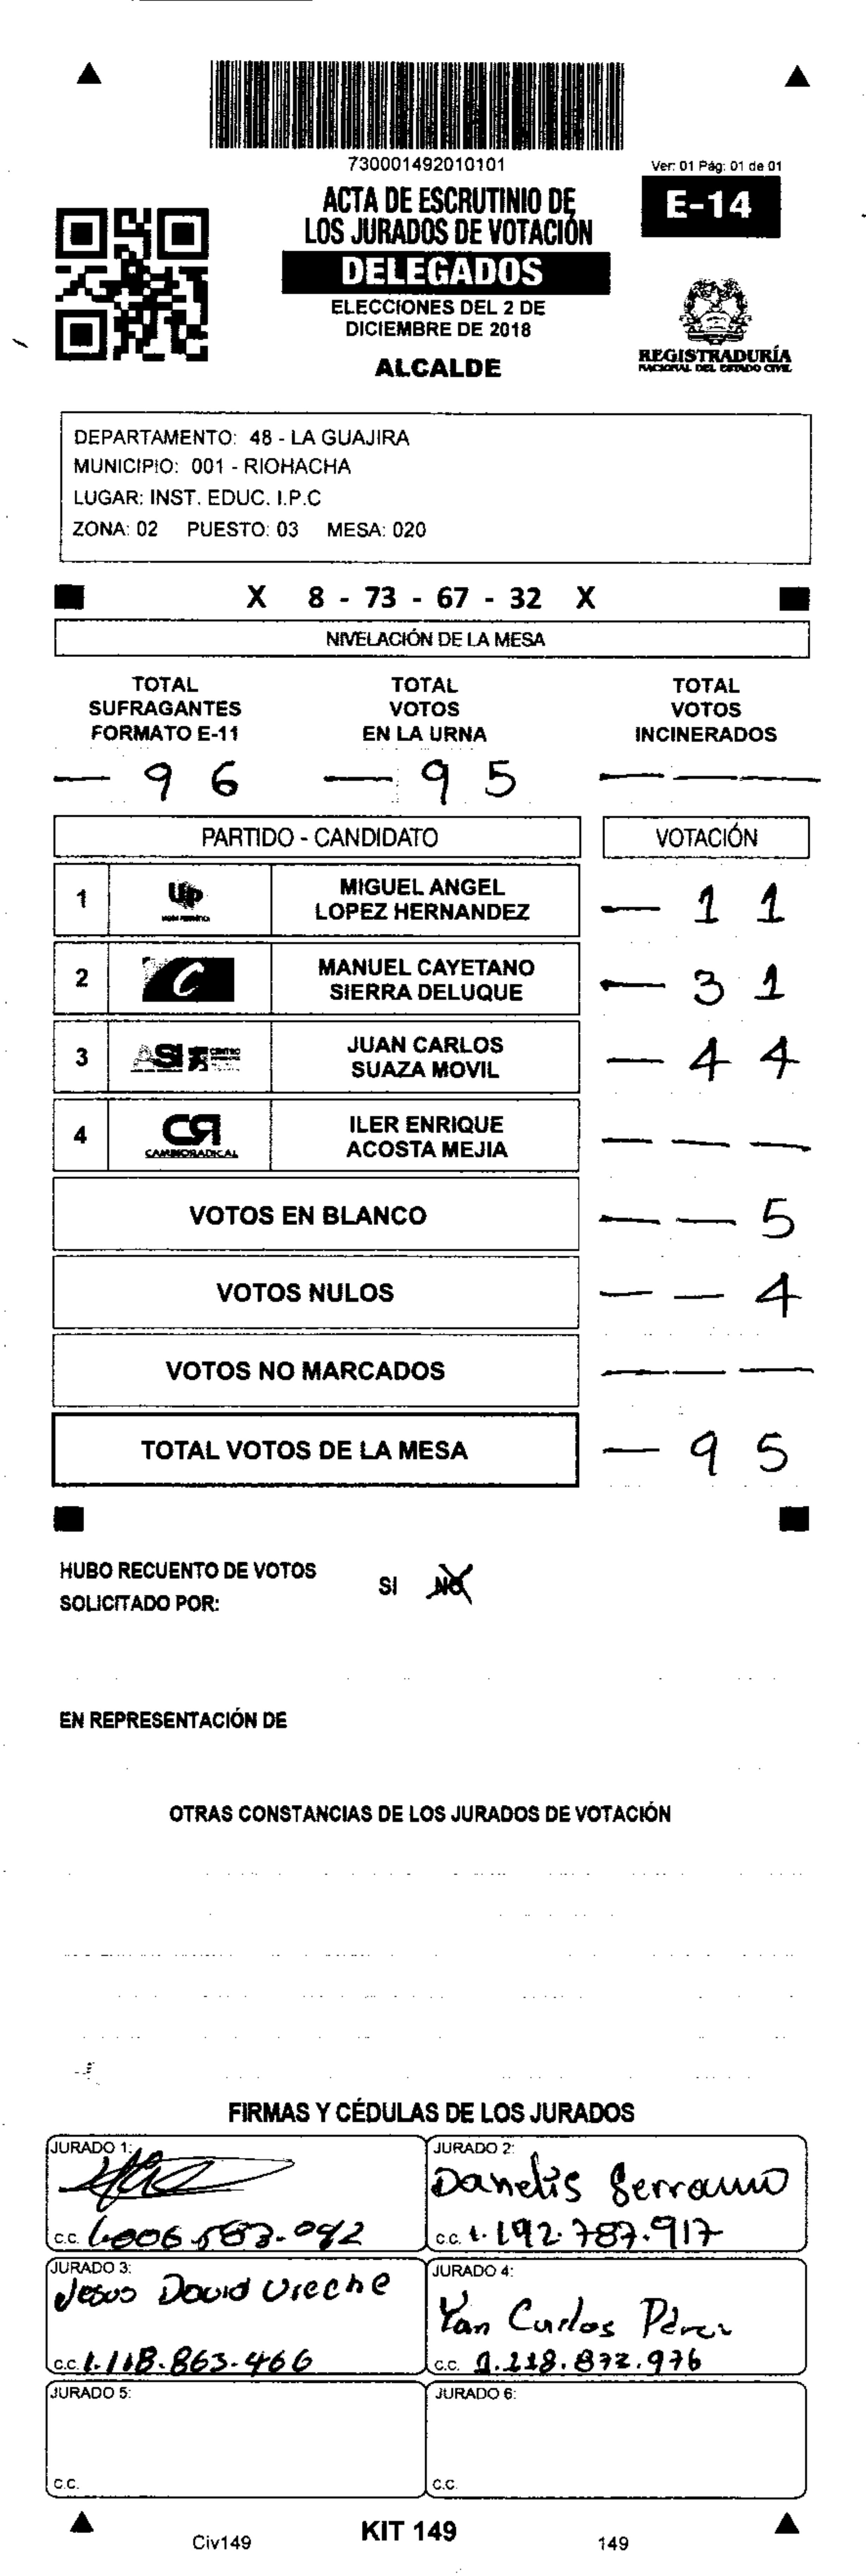 730001492010101
Ver: 01 Pág: 01 de 01
ACTA DE ESCRUTINIO DE
LOS JURADOS DE VOTACIÓN
E-14
DELEGADOS
ELECCIONES DEL 2 DE
DICIEMBRE DE 2018
ALCALDE
REGISTRADURÍA
NACIONAL DEL ESTADO CIVIL
DEPARTAMENTO: 48 - LA GUAJIRA
MUNICIPIO: 001 - RIOHACHA
LUGAR: INST. EDUC. I.P.C
ZONA: 02 PUESTO: 03 MESA: 020
X 8 - 73 - 67 - 32 X
NIVELACIÓN DE LA MESA
TOTAL
SUFRAGANTES
FORMATO E-11
TOTAL
VOTOS
EN LA URNA
TOTAL
VOTOS
INCINERADOS
— 9 6 — 9 5 — — —
PARTIDO - CANDIDATO VOTACIÓN
1 UP MIGUEL ANGEL
LOPEZ HERNANDEZ — 1 1
2 C MANUEL CAYETANO
SIERRA DELUQUE — 3 1
3 ASI JUAN CARLOS
SUAZA MOVIL — 4 4
4 CR CAMBIO RADICAL ILER ENRIQUE
ACOSTA MEJIA — — —
VOTOS EN BLANCO — — 5
VOTOS NULOS — — 4
VOTOS NO MARCADOS — — —
TOTAL VOTOS DE LA MESA — 9 5
HUBO RECUENTO DE VOTOS SI NO
SOLICITADO POR:
EN REPRESENTACIÓN DE
OTRAS CONSTANCIAS DE LOS JURADOS DE VOTACIÓN
FIRMAS Y CÉDULAS DE LOS JURADOS
JURADO 1:
c.c.
JURADO 2:
Danelis Serrano
c.c. 1.192.787.917
JURADO 3:
Jesus David Ureche
c.c. 1.118.863.466
JURADO 4:
Yan Carlos Pérez
c.c. 1.118.872.976
JURADO 5:
c.c.
JURADO 6:
c.c.
Civ149 KIT 149 149